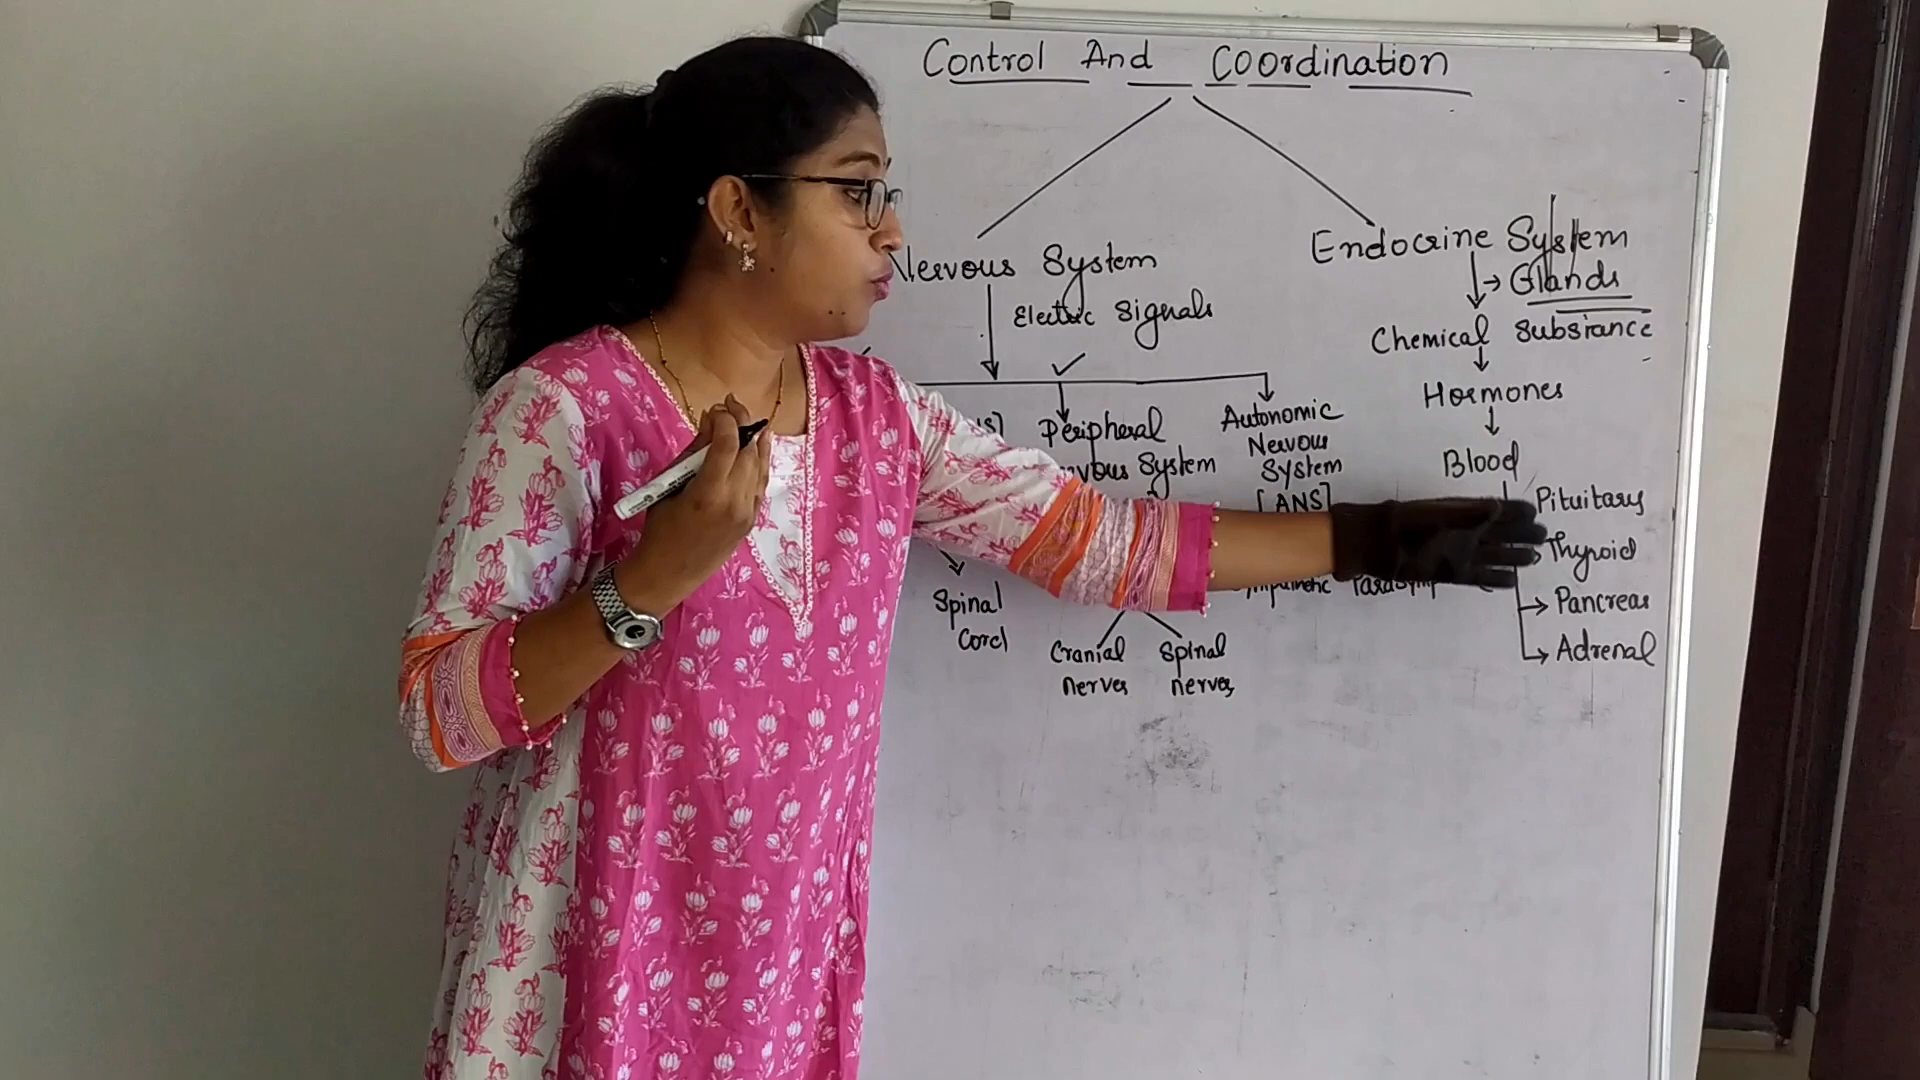 Control And Coordination
Nervous System
Electric Signals
Endocrine System
→ Glands
Chemical Substance
Hormones
Blood
Pituitary
Thyroid
→ Pancreas
→ Adrenal
Peripheral
System
Autonomic
Nervous
System
[ANS]
Spinal
Cord
Cranial
nerves
Spinal
nerves